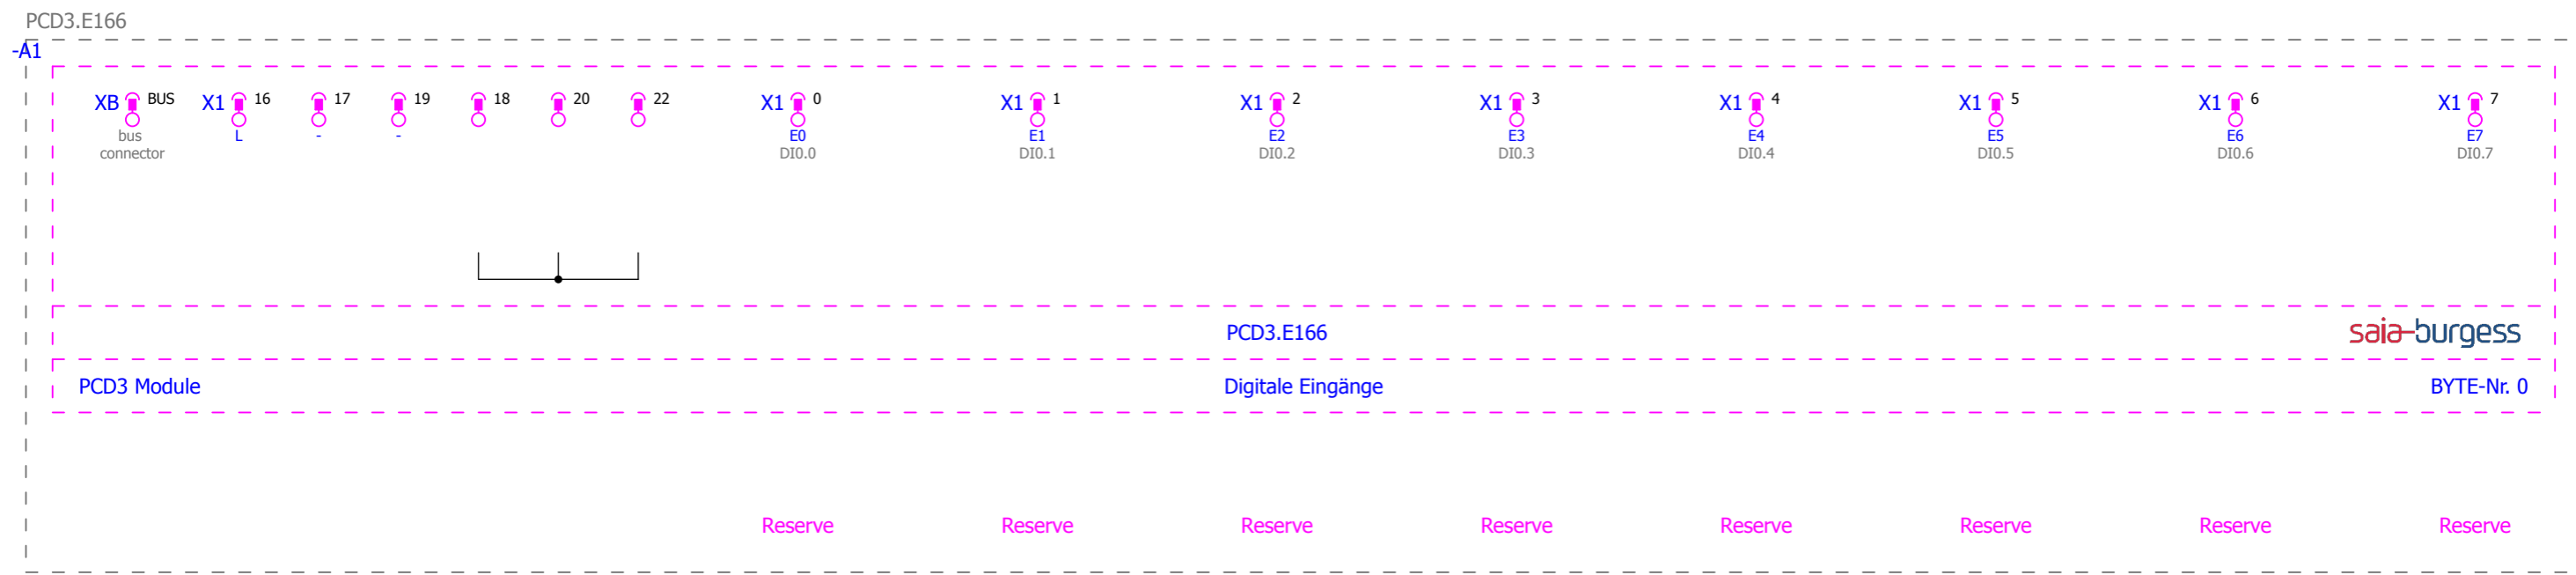 PCD3.E166
-A1
XB BUS X1 16 17 19 18 20 22 X1 0 X1 1 X1 2 X1 3 X1 4 X1 5 X1 6 X1 7
bus L - - E0 E1 E2 E3 E4 E5 E6 E7
connector DI0.0 DI0.1 DI0.2 DI0.3 DI0.4 DI0.5 DI0.6 DI0.7
PCD3.E166 saia-burgess
PCD3 Module Digitale Eingänge BYTE-Nr. 0
Reserve Reserve Reserve Reserve Reserve Reserve Reserve Reserve